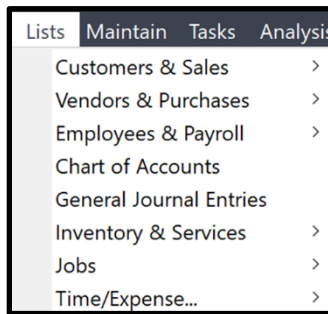 Lists Maintain Tasks Analysis
Customers & Sales >
Vendors & Purchases >
Employees & Payroll >
Chart of Accounts
General Journal Entries
Inventory & Services >
Jobs >
Time/Expense... >